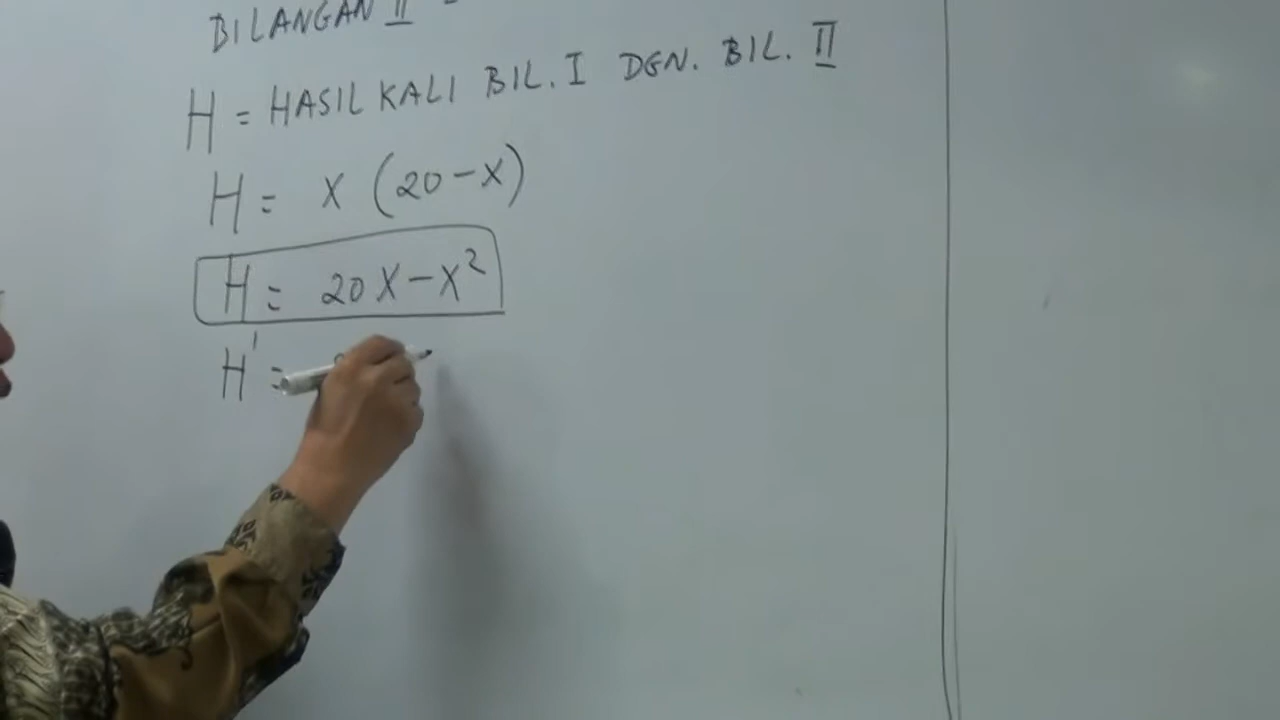 BILANGAN II
H = HASIL KALI BIL. I DGN. BIL. II
H = X (20-X)
H = 20X-X²
H' =